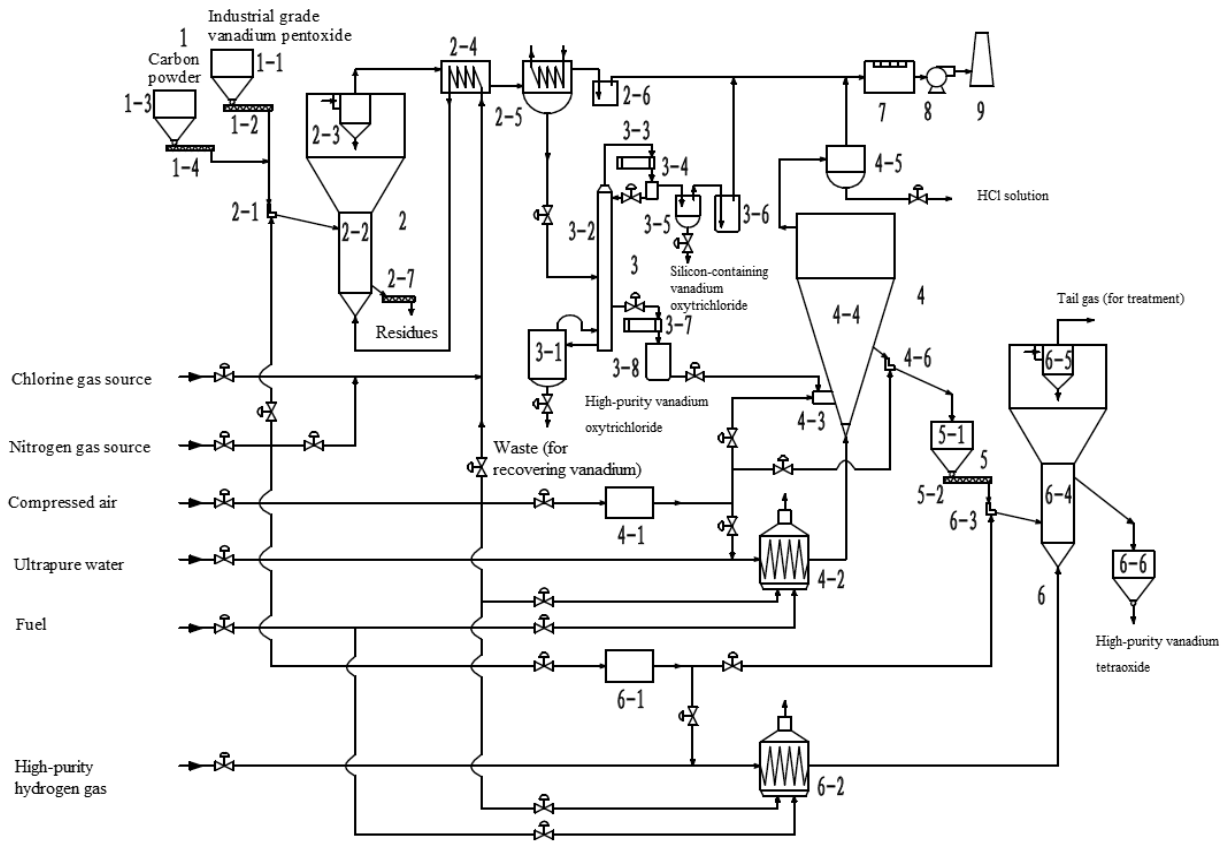 Industrial grade
vanadium pentoxide
1
Carbon
powder
1-1
1-3
1-2
1-4
2-1
2-3
2-2
2
2-7
Residues
2-4
2-5
2-6
3-3
3-4
3-2
3-5
3-6
3
Silicon-containing
vanadium
oxytrichloride
3-1
3-7
3-8
High-purity vanadium
oxytrichloride
Waste (for
recovering vanadium)
7
8
9
4-5
HCl solution
4
4-4
4-6
4-3
5-1
5
5-2
6-3
Tail gas (for treatment)
6-5
6-4
6
6-6
High-purity vanadium
tetraoxide
Chlorine gas source
Nitrogen gas source
Compressed air
4-1
Ultrapure water
4-2
Fuel
6-1
High-purity
hydrogen gas
6-2